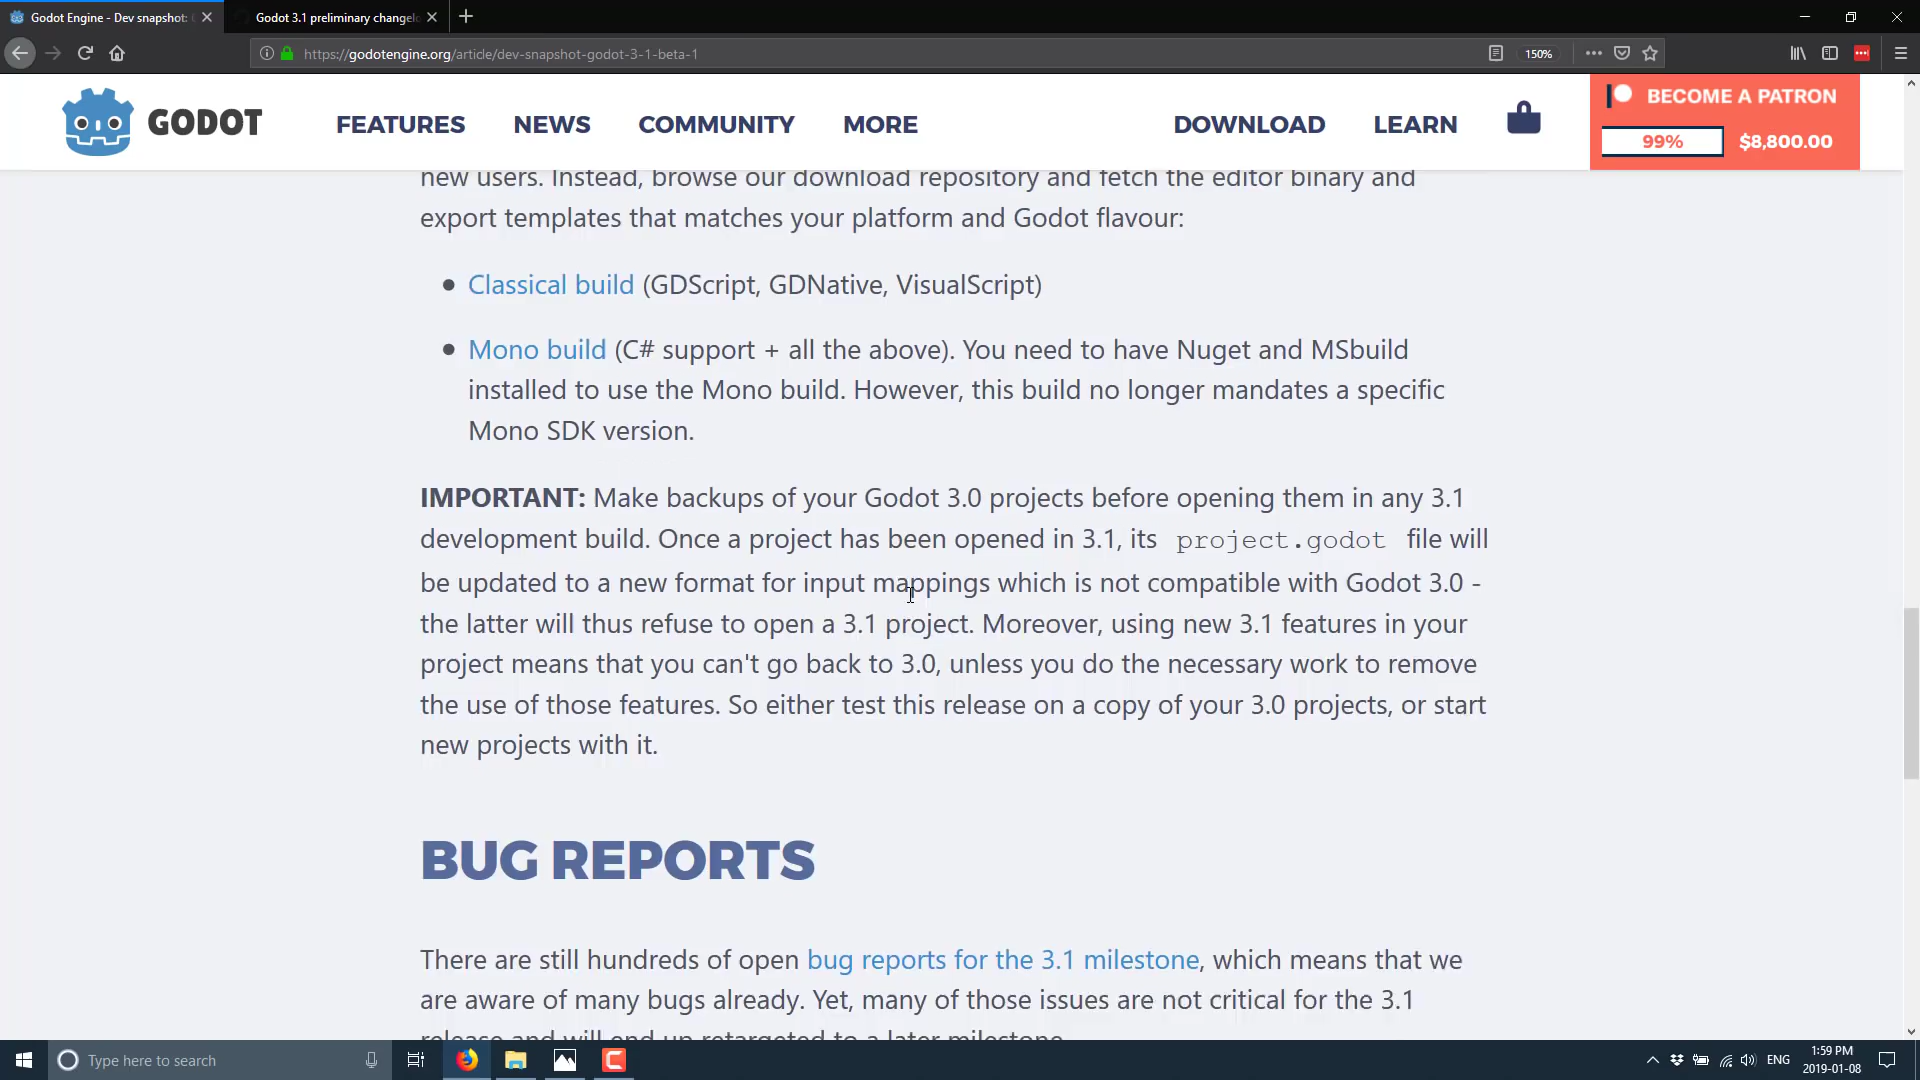 Godot Engine - Dev snapshot:
Godot 3.1 preliminary changelo
https://godotengine.org/article/dev-snapshot-godot-3-1-beta-1
150%
GODOT
FEATURES
NEWS
COMMUNITY
MORE
DOWNLOAD
LEARN
BECOME A PATRON
99%
$8,800.00
new users. Instead, browse our download repository and fetch the editor binary and
export templates that matches your platform and Godot flavour:
Classical build (GDScript, GDNative, VisualScript)
Mono build (C# support + all the above). You need to have Nuget and MSbuild
installed to use the Mono build. However, this build no longer mandates a specific
Mono SDK version.
IMPORTANT: Make backups of your Godot 3.0 projects before opening them in any 3.1
development build. Once a project has been opened in 3.1, its project.godot file will
be updated to a new format for input mappings which is not compatible with Godot 3.0 -
the latter will thus refuse to open a 3.1 project. Moreover, using new 3.1 features in your
project means that you can't go back to 3.0, unless you do the necessary work to remove
the use of those features. So either test this release on a copy of your 3.0 projects, or start
new projects with it.
BUG REPORTS
There are still hundreds of open bug reports for the 3.1 milestone, which means that we
are aware of many bugs already. Yet, many of those issues are not critical for the 3.1
release and will end up retargeted to a later milestone.
Type here to search
ENG
1:59 PM
2019-01-08